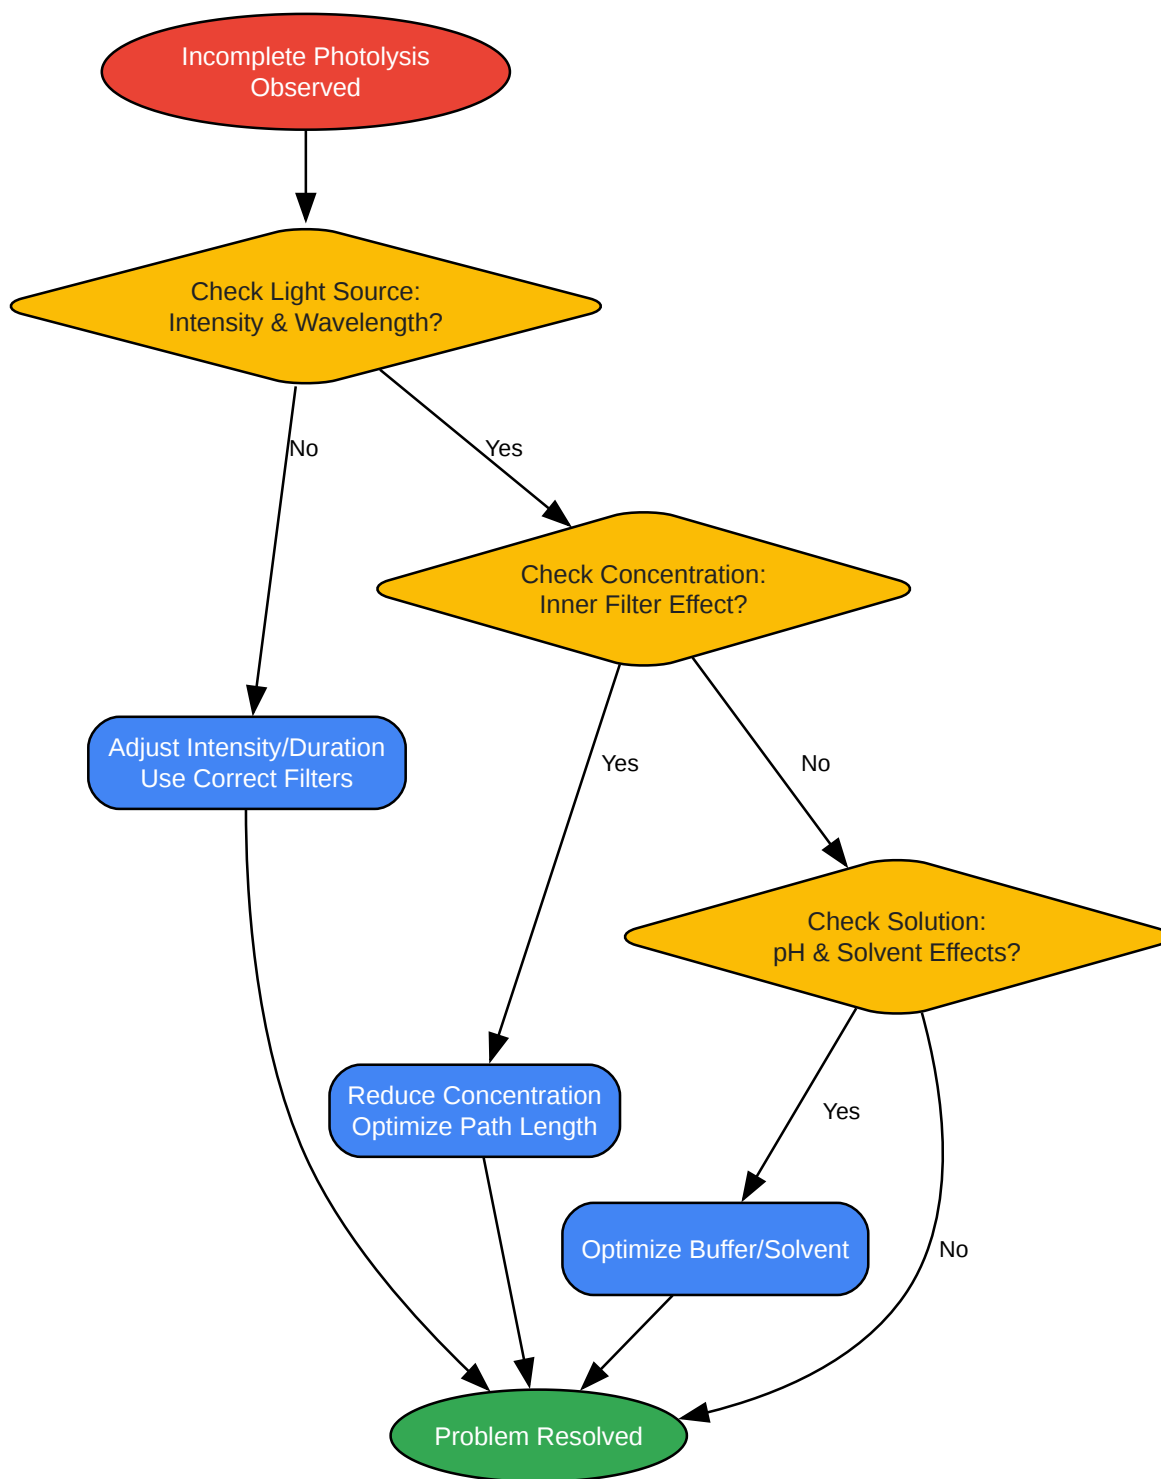 Incomplete Photolysis
Observed
Check Light Source:
Intensity & Wavelength?
No
Yes
Check Concentration:
Inner Filter Effect?
Adjust Intensity/Duration
Use Correct Filters
Yes
No
Check Solution:
pH & Solvent Effects?
Reduce Concentration
Optimize Path Length
Yes
Optimize Buffer/Solvent
No
Problem Resolved